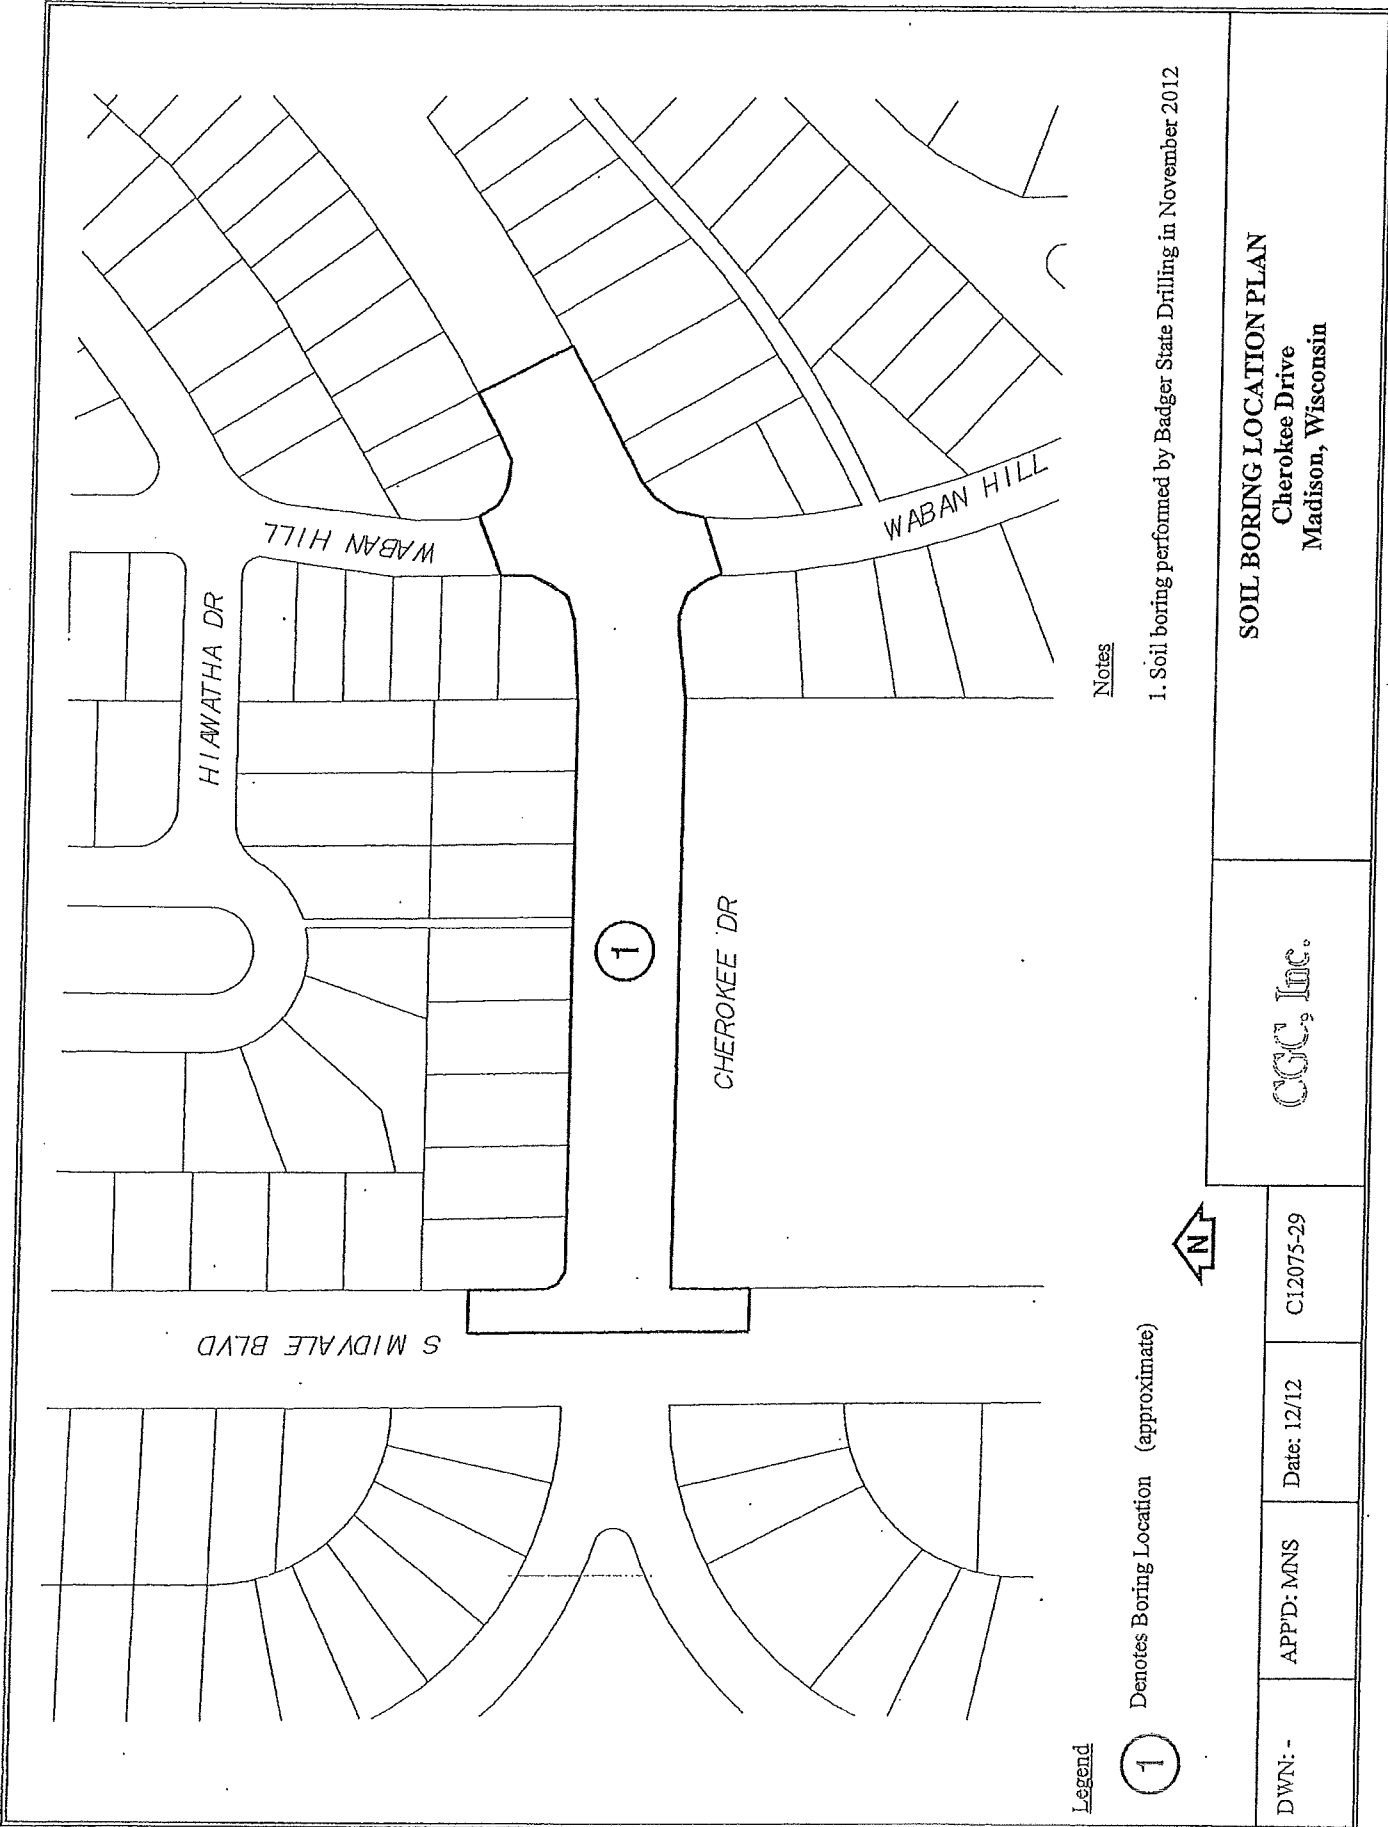 HIAWATHA DR
WABAN HILL
WABAN HILL
S MIDVALE BLVD
1
CHEROKEE DR
Legend
1 Denotes Boring Location (approximate)
N
Notes
1. Soil boring performed by Badger State Drilling in November 2012
DWN: -
APP'D: MNS
Date: 12/12
C12075-29
CGC, Inc.
SOIL BORING LOCATION PLAN
Cherokee Drive
Madison, Wisconsin